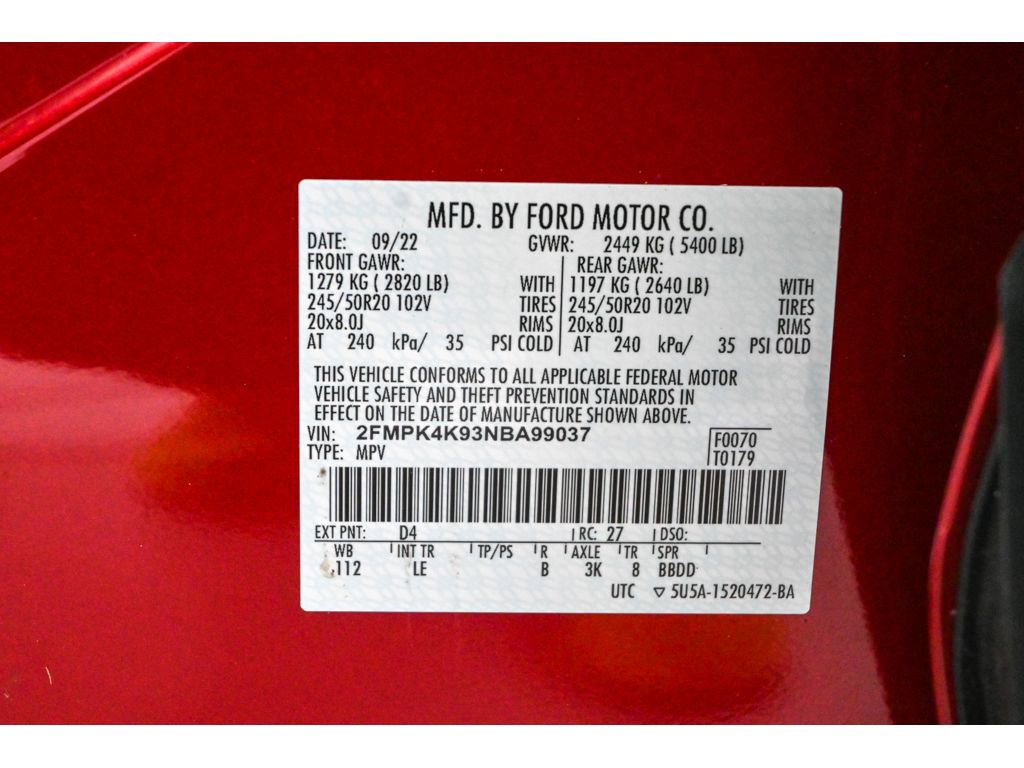 MFD. BY FORD MOTOR CO.
DATE: 09/22 GVWR: 2449 KG ( 5400 LB)
FRONT GAWR: REAR GAWR:
1279 KG ( 2820 LB) WITH 1197 KG ( 2640 LB) WITH
245/50R20 102V TIRES 245/50R20 102V TIRES
20x8.0J RIMS 20x8.0J RIMS
AT 240 kPa/ 35 PSI COLD AT 240 kPa/ 35 PSI COLD
THIS VEHICLE CONFORMS TO ALL APPLICABLE FEDERAL MOTOR
VEHICLE SAFETY AND THEFT PREVENTION STANDARDS IN
EFFECT ON THE DATE OF MANUFACTURE SHOWN ABOVE.
VIN: 2FMPK4K93NBA99037 F0070
TYPE: MPV T0179
EXT PNT: D4 RC: 27 DSO:
WB INT TR TP/PS R AXLE TR SPR
112 LE B 3K 8 BBDD
UTC ▽ 5U5A-1520472-BA